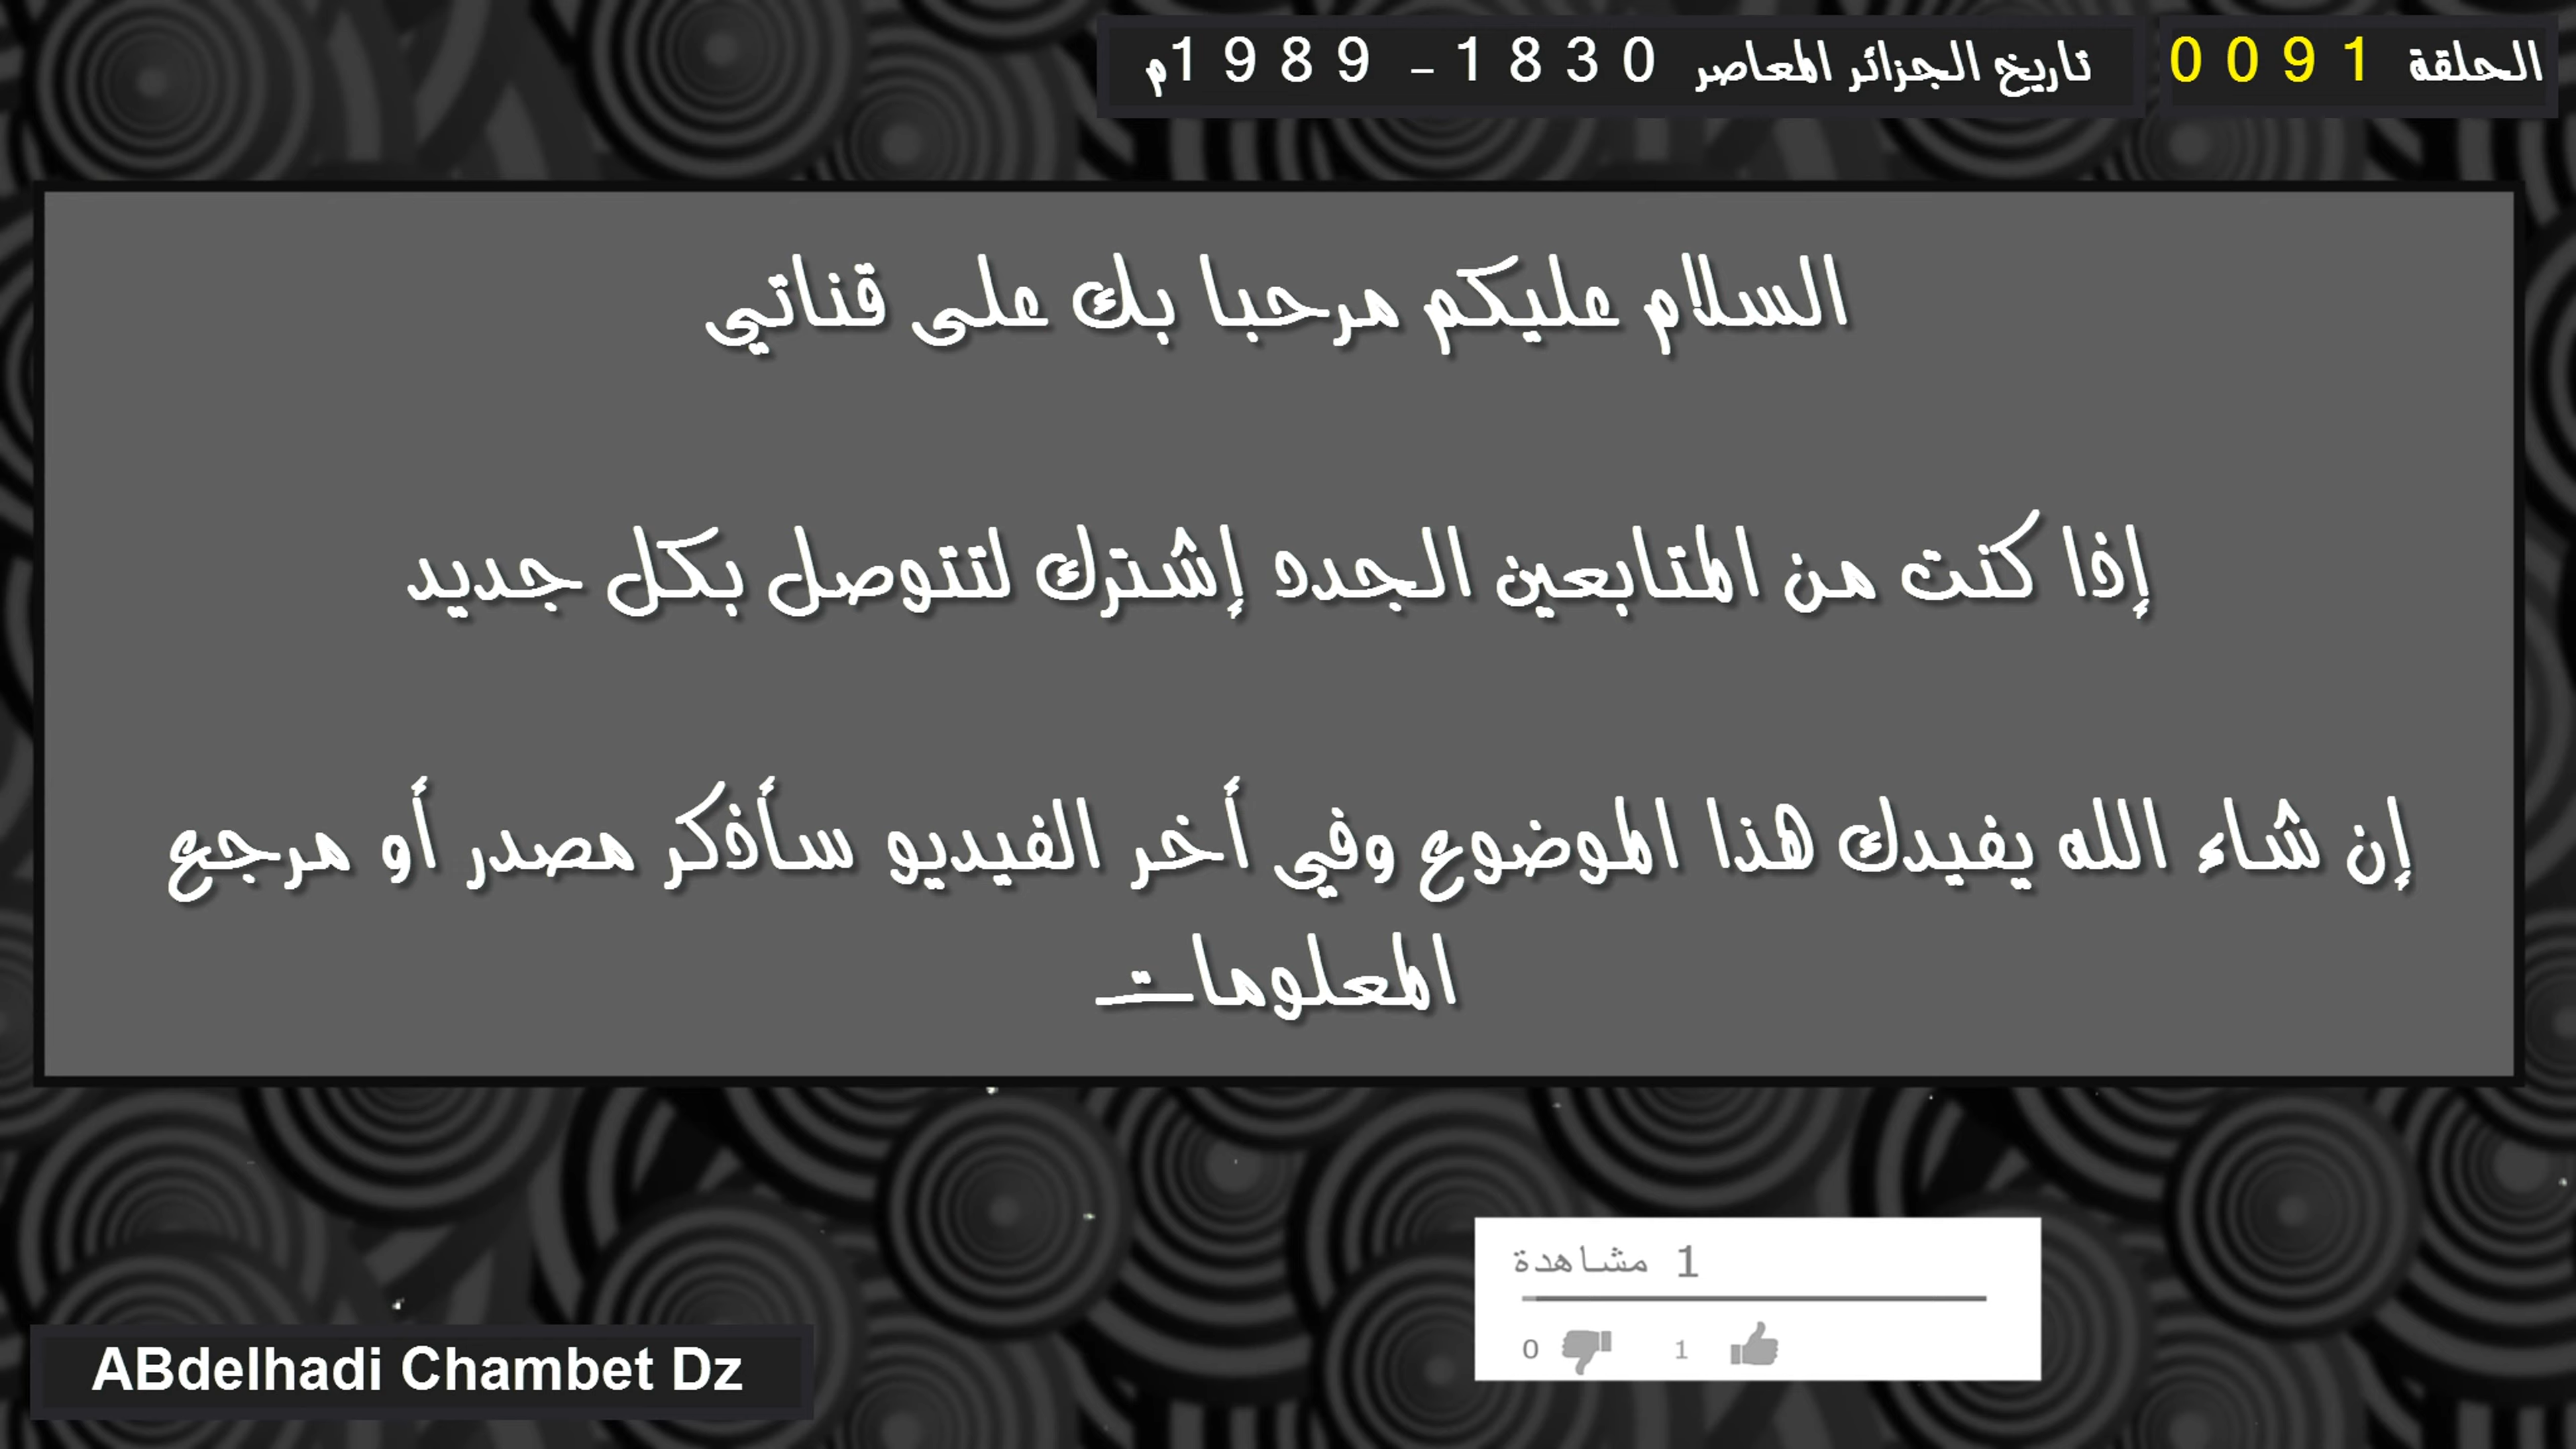 الحلقة 0091
تاريخ الجزائر المعاصر 1830 - 1989م
السلام عليكم مرحبا بك على قناتي
إذا كنت من المتابعين الجدد إشترك لتتوصل بكل جديد
إن شاء الله يفيدك هذا الموضوع وفي أخر الفيديو سأذكر مصدر أو مرجع
المعلومات
1 مشاهدة
0 1
ABdelhadi Chambet Dz